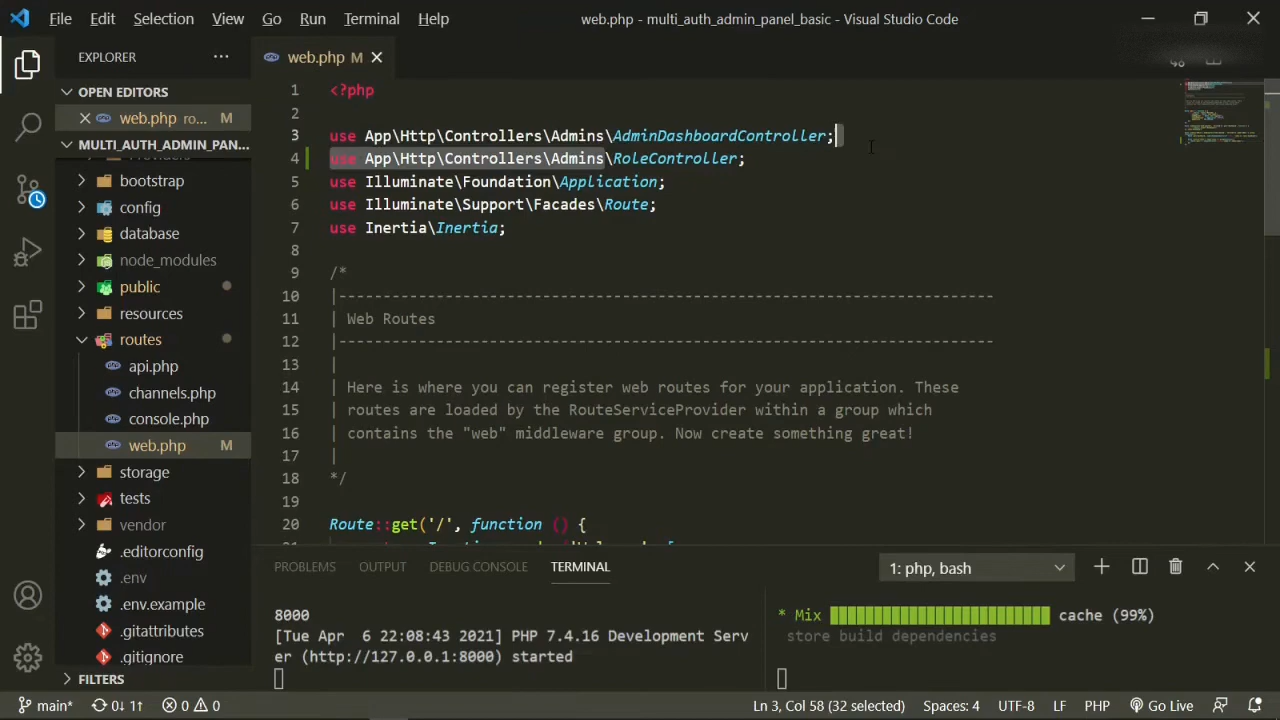 File Edit Selection View Go Run Terminal Help
web.php - multi_auth_admin_panel_basic - Visual Studio Code
EXPLORER
OPEN EDITORS
web.php ro... M
MULTI_AUTH_ADMIN_PAN...
bootstrap
config
database
node_modules
public
resources
routes
api.php
channels.php
console.php
web.php M
storage
tests
vendor
.editorconfig
.env
.env.example
.gitattributes
.gitignore
FILTERS
web.php M
1 <?php
2
3 use App\Http\Controllers\Admins\AdminDashboardController;
4 use App\Http\Controllers\Admins\RoleController;
5 use Illuminate\Foundation\Application;
6 use Illuminate\Support\Facades\Route;
7 use Inertia\Inertia;
8
9 /*
10 |--------------------------------------------------------------------------
11 | Web Routes
12 |--------------------------------------------------------------------------
13 |
14 | Here is where you can register web routes for your application. These
15 | routes are loaded by the RouteServiceProvider within a group which
16 | contains the "web" middleware group. Now create something great!
17 |
18 */
19
20 Route::get('/', function () {
PROBLEMS OUTPUT DEBUG CONSOLE TERMINAL
1: php, bash
8000
[Tue Apr  6 22:08:43 2021] PHP 7.4.16 Development Serv
er (http://127.0.0.1:8000) started
* Mix cache (99%)
store build dependencies
main* 0↓ 1↑ 0 0
Ln 3, Col 58 (32 selected) Spaces: 4 UTF-8 LF PHP Go Live